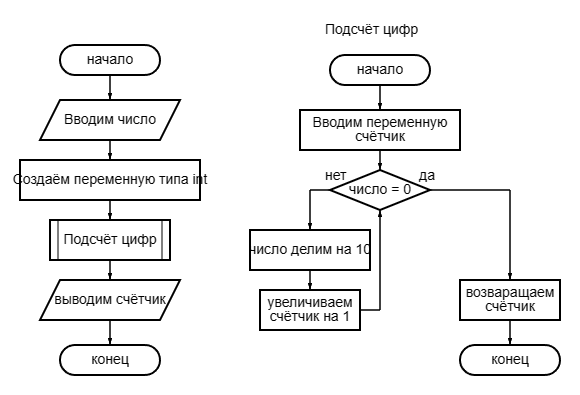 начало
Вводим число
Создаём переменную типа int
Подсчёт цифр
выводим счётчик
конец
Подсчёт цифр
начало
Вводим переменную
счётчик
число = 0
нет
да
число делим на 10
увеличиваем
счётчик на 1
возваращаем
счётчик
конец